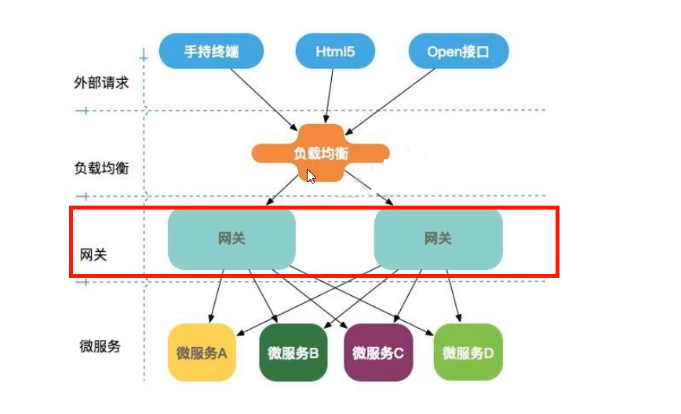 手持终端
Html5
Open接口
外部请求
负载均衡
负载均衡
网关
网关
网关
微服务
微服务A
微服务B
微服务C
微服务D